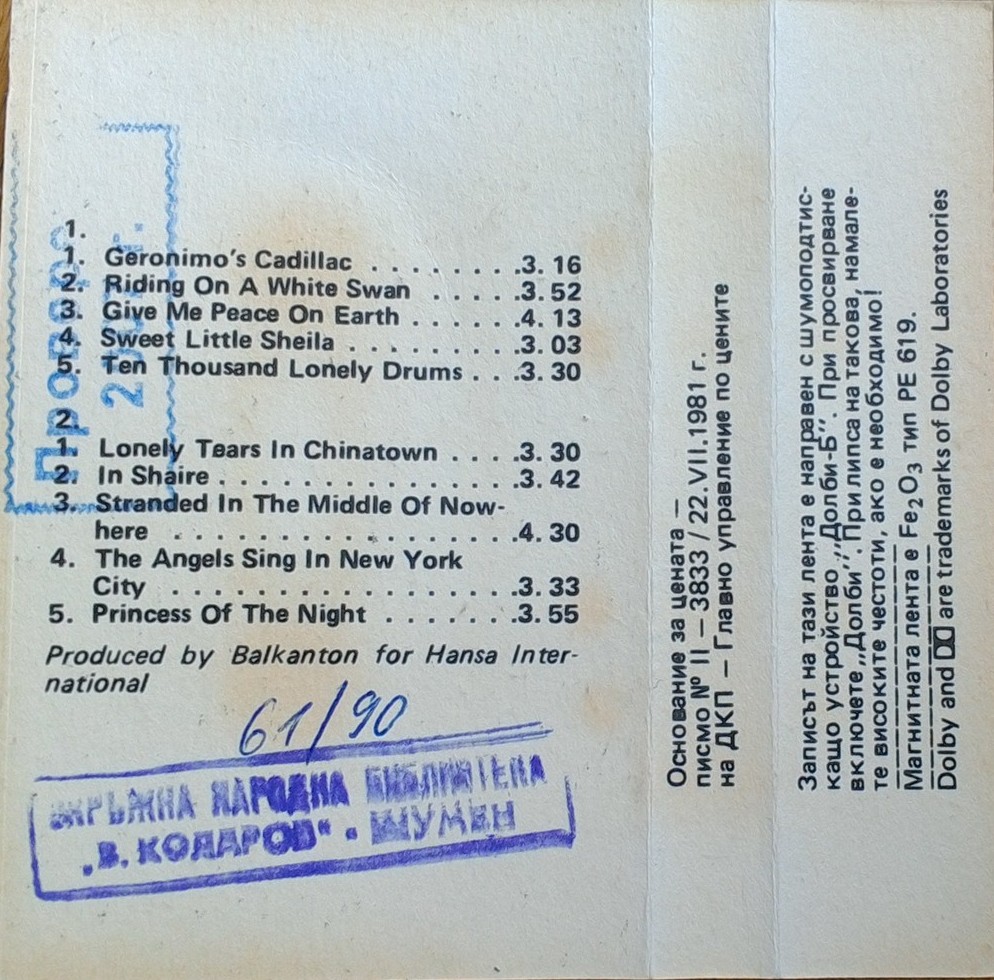 1.
1. Geronimo's Cadillac . . . . . . . . .3. 16
2. Riding On A White Swan . . . . .3. 52
3. Give Me Peace On Earth . . . . . .4. 13
4. Sweet Little Sheila . . . . . . . . .3. 03
5. Ten Thousand Lonely Drums . . .3. 30
2.
1. Lonely Tears In Chinatown . . . .3. 30
2. In Shaire . . . . . . . . . . . . . . .3. 42
3. Stranded In The Middle Of Now-
here . . . . . . . . . . . . . . . . . .4. 30
4. The Angels Sing In New York
City . . . . . . . . . . . . . . . . . .3. 33
5. Princess Of The Night . . . . . . .3. 55
Produced by Balkanton for Hansa Inter-
national
61/90
ОКРЪЖНА НАРОДНА БИБЛИОТЕКА
„В. КОЛАРОВ" - ШУМЕН
Основание за цената –
писмо № II – 3833 / 22.VII.1981 г.
на ДКП – Главно управление по цените
Записът на тази лента е направен с шумоподтис-
кащо устройство „Долби-Б". При просвирване
включете „Долби". При липса на такова, намале-
те високите честоти, ако е необходимо!
Магнитната лента е Fe2O3 тип PE 619.
Dolby and are trademarks of Dolby Laboratories